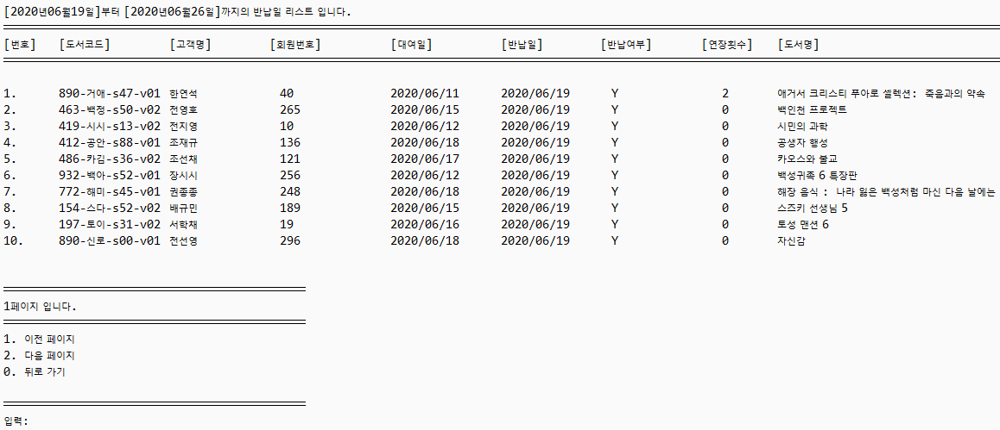 [2020년06월19일]부터 [2020년06월26일]까지의 반납일 리스트 입니다.
[번호] [도서코드] [고객명] [회원번호] [대여일] [반납일] [반납여부] [연장횟수] [도서명]
1. 890-거애-s47-v01 한연석 40 2020/06/11 2020/06/19 Y 2 애거서 크리스티 푸아로 셀렉션: 죽음과의 약속
2. 463-백정-s50-v02 전영호 265 2020/06/15 2020/06/19 Y 0 백인천 프로젝트
3. 419-시시-s13-v02 전지영 10 2020/06/12 2020/06/19 Y 0 시민의 과학
4. 412-공안-s88-v01 조재규 136 2020/06/18 2020/06/19 Y 0 공생자 행성
5. 486-카김-s36-v02 조선채 121 2020/06/17 2020/06/19 Y 0 카오스와 불교
6. 932-백아-s52-v01 장시시 256 2020/06/12 2020/06/19 Y 0 백성귀족 6 특장판
7. 772-해미-s45-v01 권종종 248 2020/06/18 2020/06/19 Y 0 해장 음식 : 나라 잃은 백성처럼 마신 다음 날에는
8. 154-스다-s52-v02 배규민 189 2020/06/15 2020/06/19 Y 0 스즈키 선생님 5
9. 197-토이-s31-v02 서학채 19 2020/06/16 2020/06/19 Y 0 토성 맨션 6
10. 890-신로-s00-v01 전선영 296 2020/06/18 2020/06/19 Y 0 자신감
1페이지 입니다.
1. 이전 페이지
2. 다음 페이지
0. 뒤로 가기
입력: